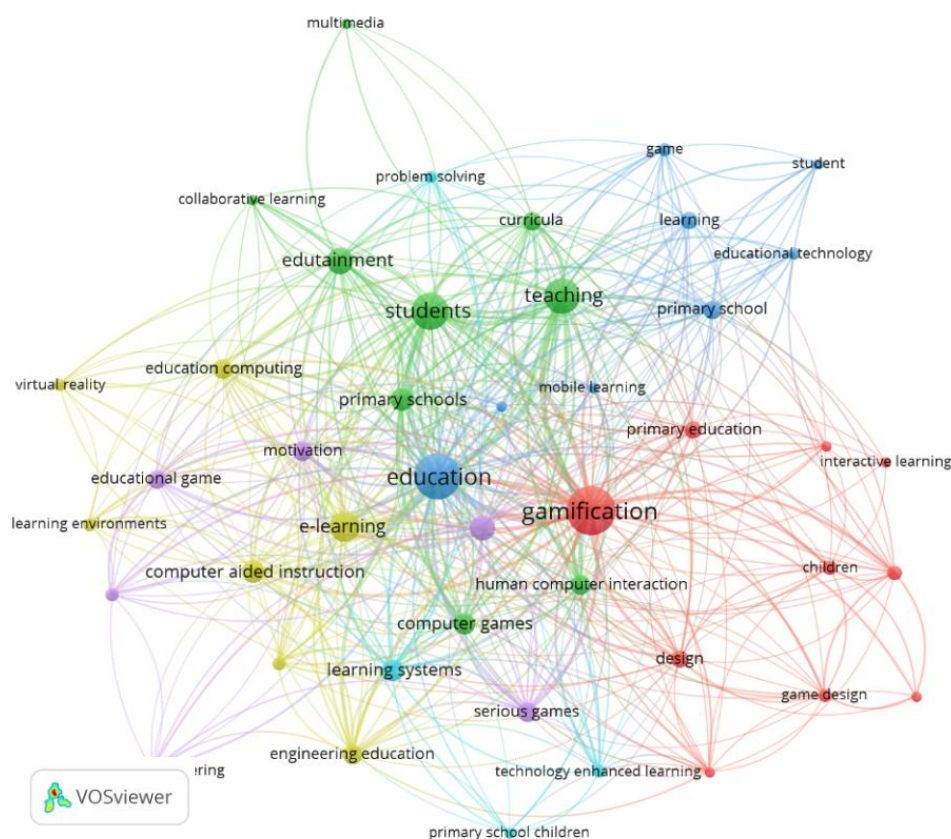 multimedia
game
student
problem solving
collaborative learning
curricula
learning
edutainment
educational technology
teaching
students
primary school
education computing
virtual reality
mobile learning
primary schools
primary education
motivation
interactive learning
educational game
education
gamification
learning environments
e-learning
children
computer aided instruction
human computer interaction
computer games
design
learning systems
game design
serious games
engineering education
technology enhanced learning
VOSviewer
primary school children